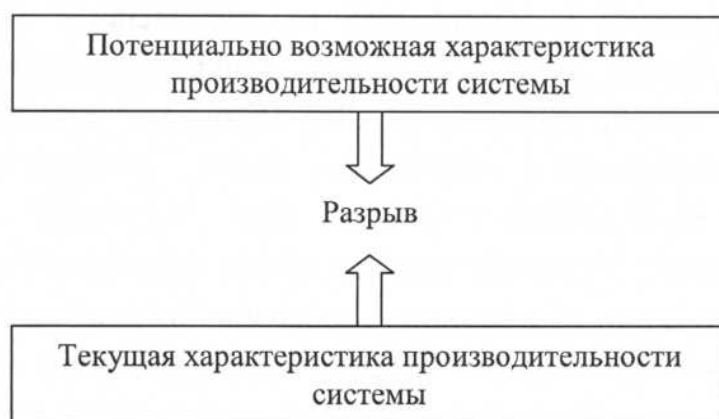 Потенциально возможная характеристика
производительности системы
Разрыв
Текущая характеристика производительности
системы